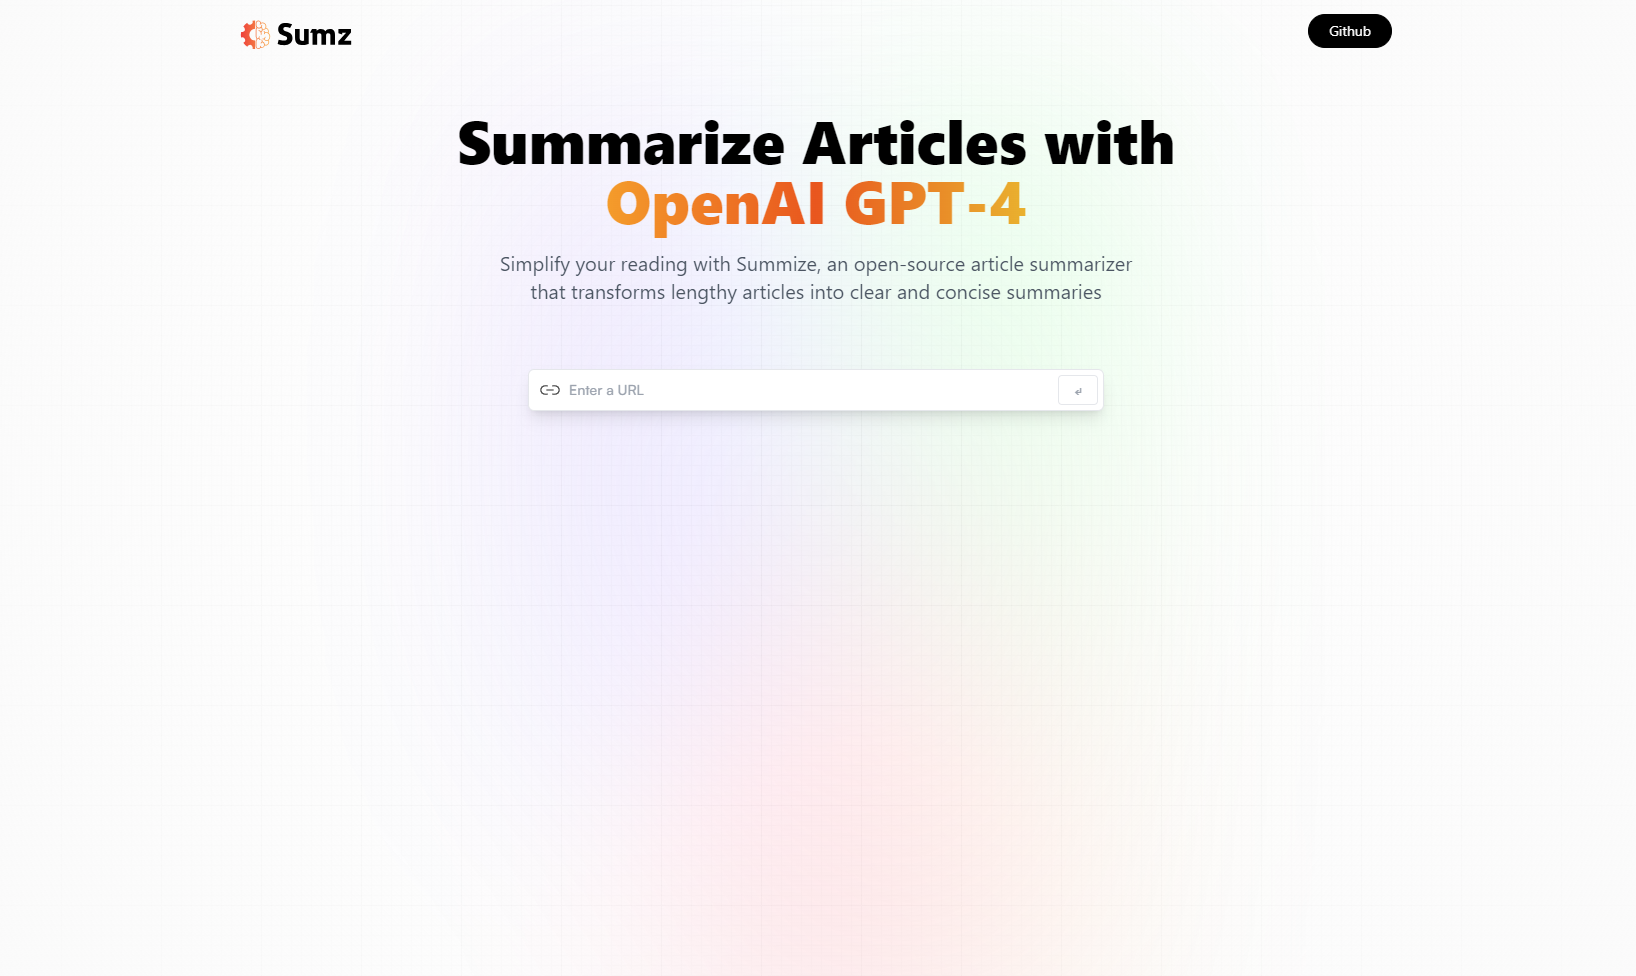 Sumz
Github
Summarize Articles with
OpenAI GPT-4
Simplify your reading with Summize, an open-source article summarizer
that transforms lengthy articles into clear and concise summaries
Enter a URL
↵